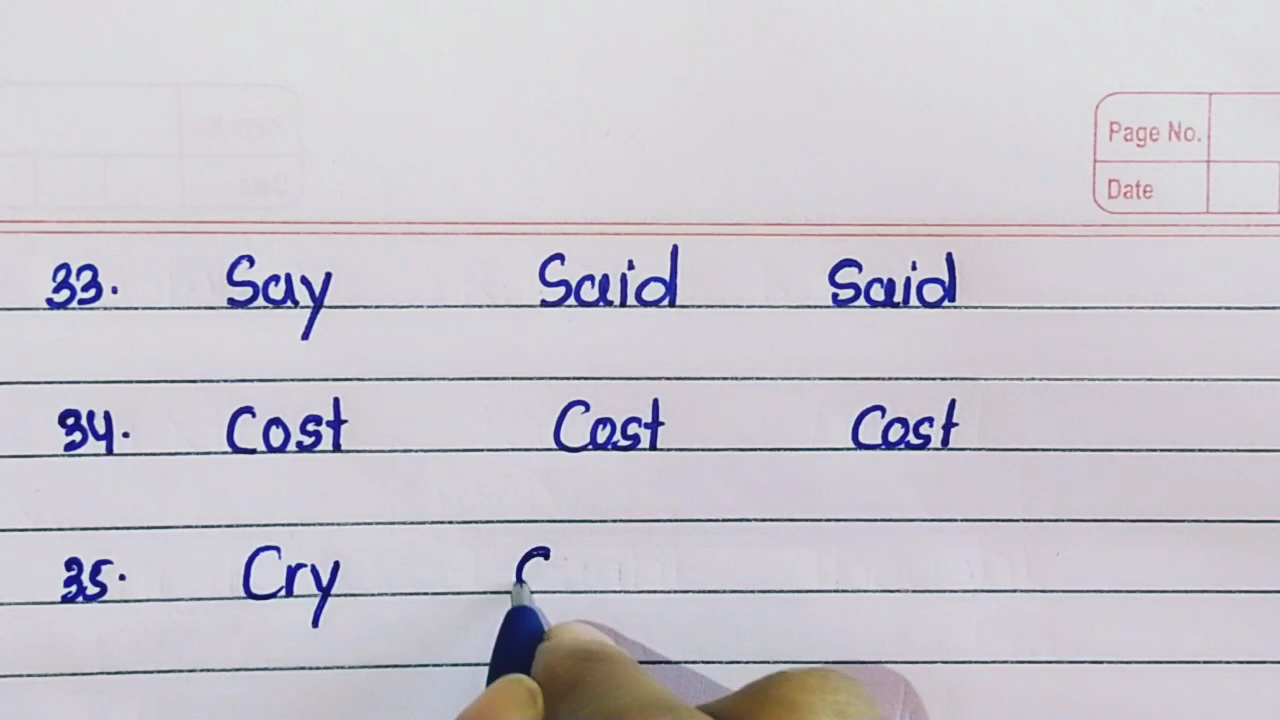 Page No.
Date
33. Say Said Said
34. Cost Cost Cost
35. Cry C